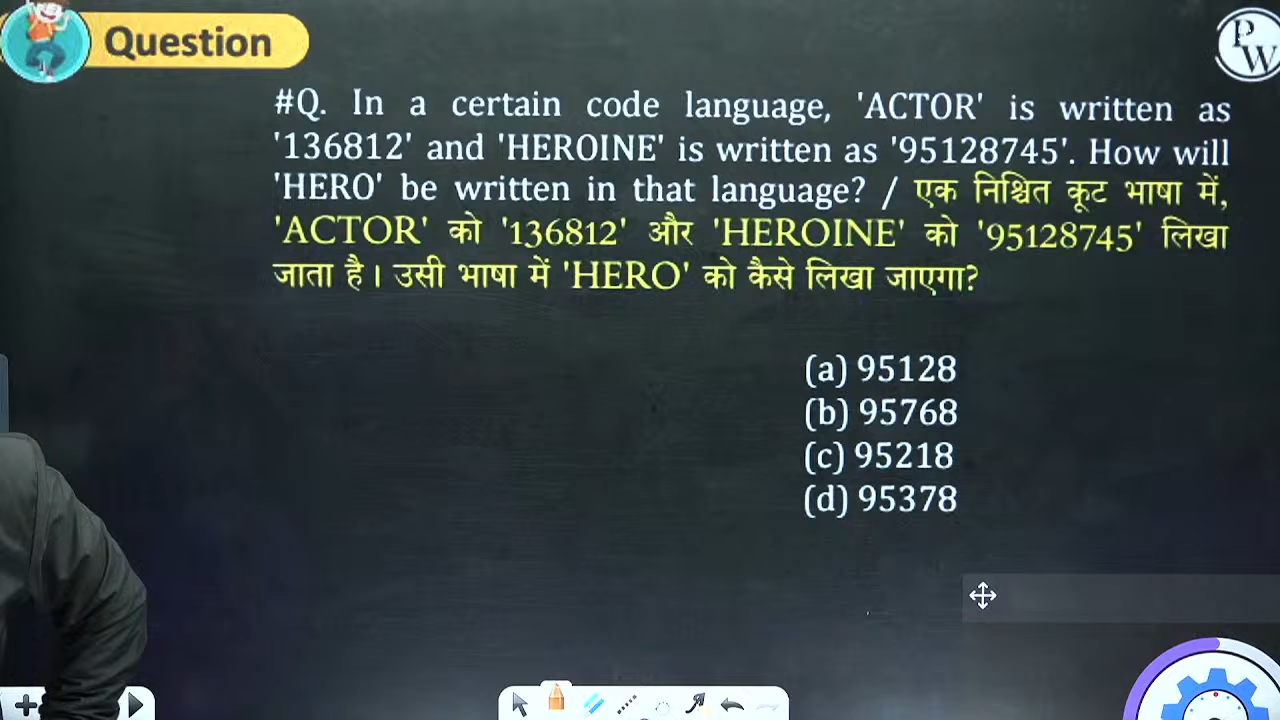 Question
PW
#Q. In a certain code language, 'ACTOR' is written as
'136812' and 'HEROINE' is written as '95128745'. How will
'HERO' be written in that language? / एक निश्चित कूट भाषा में,
'ACTOR' को '136812' और 'HEROINE' को '95128745' लिखा
जाता है। उसी भाषा में 'HERO' को कैसे लिखा जाएगा?
(a) 95128
(b) 95768
(c) 95218
(d) 95378